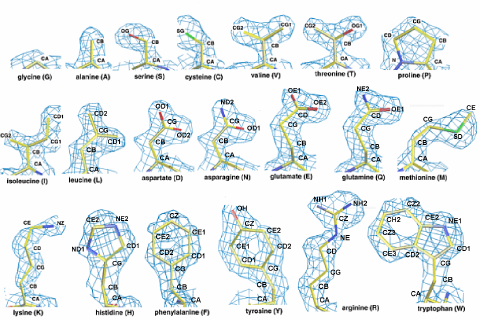 CA
glycine (G)
CB
CA
alanine (A)
OG
CB
CA
serine (S)
SG
CB
CA
cysteine (C)
CG2
CG1
CB
CA
valine (V)
CG2
OG1
CB
CA
threonine (T)
CG
CD
CB
N
CA
proline (P)
CD1
CG2
CG1
CB
CA
isoleucine (I)
CD2
CG
CD1
CB
CA
leucine (L)
OD1
CG
OD2
CB
CA
aspartate (D)
ND2
CG
OD1
CB
CA
asparagine (N)
OE1
OE2
CD
CG
CB
CA
glutamate (E)
NE2
CD
OE1
CG
CB
CA
glutamine (Q)
CE
CG
SD
CB
CA
methionine (M)
CE
NZ
CD
CG
CB
CA
lysine (K)
CE2
NE2
ND1
CD1
CG
CB
CA
histidine (H)
CZ
CE2
CE1
CD2
CD1
CG
CB
CA
phenylalanine (F)
OH
CZ
CE2
CE1
CD2
CD1
CG
CB
CA
tyrosine (Y)
NH1
NH2
CZ
NE
CD
CG
CB
CA
arginine (R)
CZ2
CH2
CE2
NE1
CZ3
CE3
CD2
CD1
CG
CB
CA
tryptophan (W)